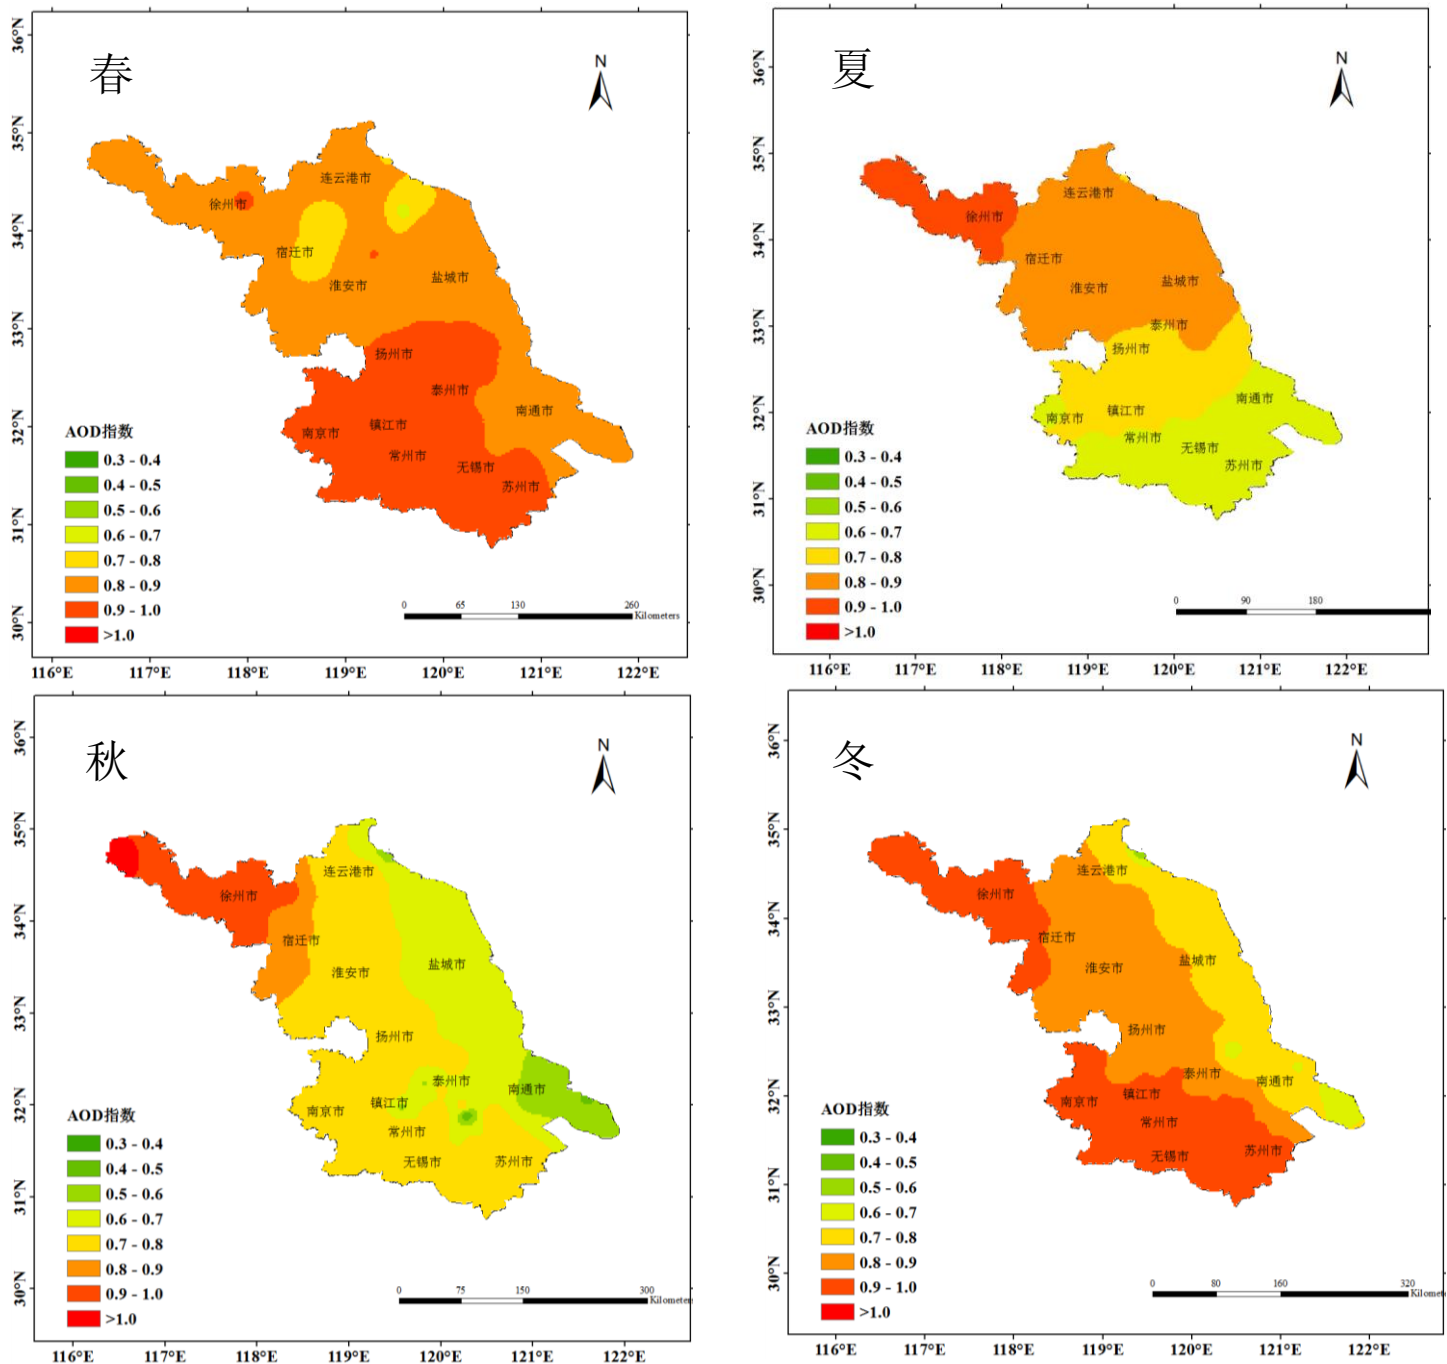 春
N
36°N
35°N
34°N
33°N
32°N
31°N
30°N
连云港市
徐州市
宿迁市
淮安市
盐城市
扬州市
泰州市
南通市
镇江市
南京市
常州市
无锡市
苏州市
AOD指数
0.3 - 0.4
0.4 - 0.5
0.5 - 0.6
0.6 - 0.7
0.7 - 0.8
0.8 - 0.9
0.9 - 1.0
>1.0
0 65 130 260
Kilometers
116°E 117°E 118°E 119°E 120°E 121°E 122°E
夏
N
36°N
35°N
34°N
33°N
32°N
31°N
30°N
连云港市
徐州市
宿迁市
淮安市
盐城市
泰州市
扬州市
南通市
镇江市
南京市
常州市
无锡市
苏州市
AOD指数
0.3 - 0.4
0.4 - 0.5
0.5 - 0.6
0.6 - 0.7
0.7 - 0.8
0.8 - 0.9
0.9 - 1.0
>1.0
0 90 180
116°E 117°E 118°E 119°E 120°E 121°E 122°E
秋
N
36°N
35°N
34°N
33°N
32°N
31°N
30°N
连云港市
徐州市
宿迁市
盐城市
淮安市
扬州市
泰州市
南通市
镇江市
南京市
常州市
无锡市
苏州市
AOD指数
0.3 - 0.4
0.4 - 0.5
0.5 - 0.6
0.6 - 0.7
0.7 - 0.8
0.8 - 0.9
0.9 - 1.0
>1.0
0 75 150 300
Kilometer
116°E 117°E 118°E 119°E 120°E 121°E 122°E
冬
N
36°N
35°N
34°N
33°N
32°N
31°N
30°N
连云港市
徐州市
宿迁市
盐城市
淮安市
扬州市
泰州市
南通市
镇江市
南京市
常州市
苏州市
无锡市
AOD指数
0.3 - 0.4
0.4 - 0.5
0.5 - 0.6
0.6 - 0.7
0.7 - 0.8
0.8 - 0.9
0.9 - 1.0
>1.0
0 80 160 320
Kilomete
116°E 117°E 118°E 119°E 120°E 121°E 122°E